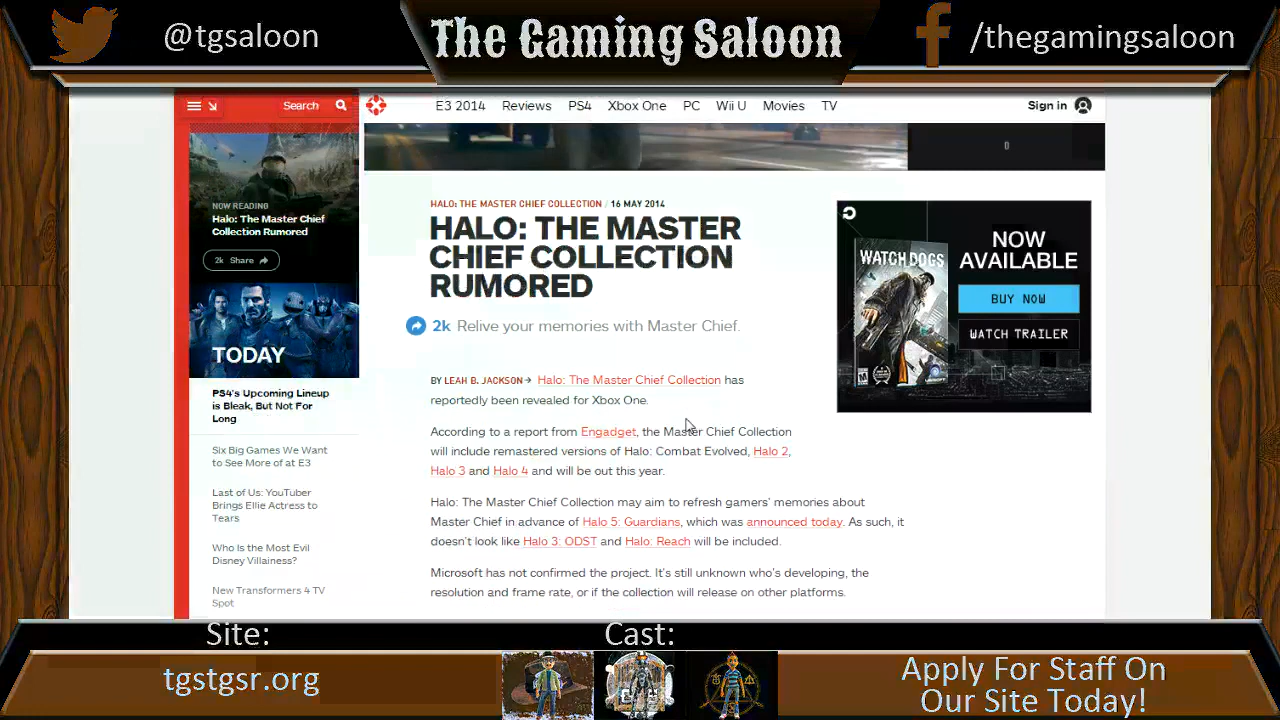 @tgsaloon
The Gaming Saloon
/thegamingsaloon
Search
E3 2014 Reviews PS4 Xbox One PC Wii U Movies TV
Sign in
NOW READING
Halo: The Master Chief
Collection Rumored
2k Share
TODAY
PS4's Upcoming Lineup
is Bleak, But Not For
Long
Six Big Games We Want
to See More of at E3
Last of Us: YouTuber
Brings Ellie Actress to
Tears
Who Is the Most Evil
Disney Villainess?
New Transformers 4 TV
Spot
HALO: THE MASTER CHIEF COLLECTION / 16 MAY 2014
HALO: THE MASTER
CHIEF COLLECTION
RUMORED
2k Relive your memories with Master Chief.
BY LEAH B. JACKSON Halo: The Master Chief Collection has
reportedly been revealed for Xbox One.
According to a report from Engadget, the Master Chief Collection
will include remastered versions of Halo: Combat Evolved, Halo 2,
Halo 3 and Halo 4 and will be out this year.
Halo: The Master Chief Collection may aim to refresh gamers' memories about
Master Chief in advance of Halo 5: Guardians, which was announced today. As such, it
doesn't look like Halo 3: ODST and Halo: Reach will be included.
Microsoft has not confirmed the project. It's still unknown who's developing, the
resolution and frame rate, or if the collection will release on other platforms.
WATCH DOGS
UBISOFT
NOW
AVAILABLE
BUY NOW
WATCH TRAILER
Site:
tgstgsr.org
Cast:
Apply For Staff On
Our Site Today!